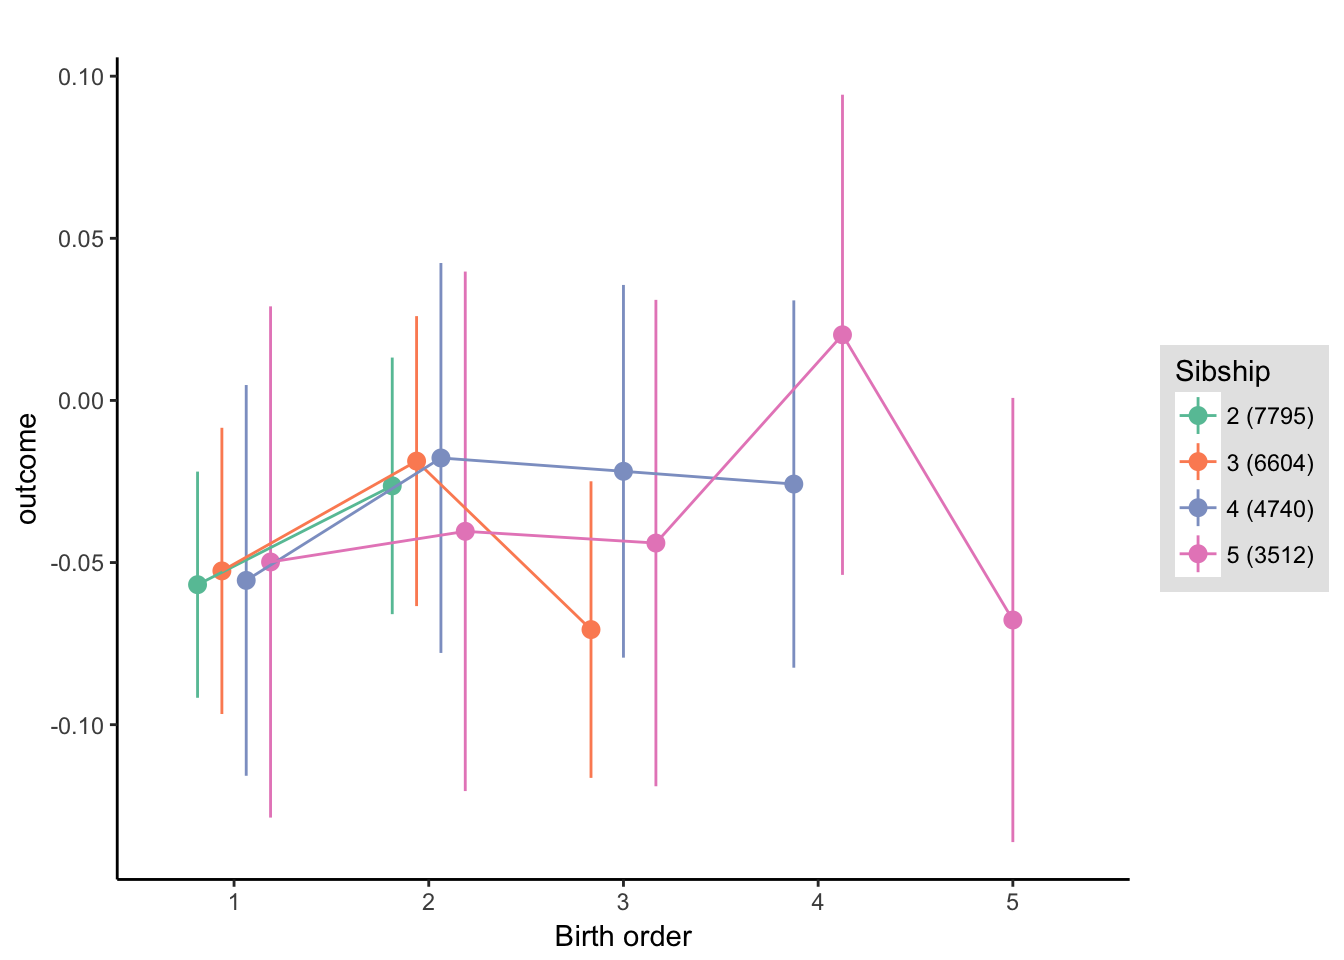 0.10
0.05
0.00
-0.05
-0.10
outcome
1 2 3 4 5
Birth order
Sibship
2 (7795)
3 (6604)
4 (4740)
5 (3512)